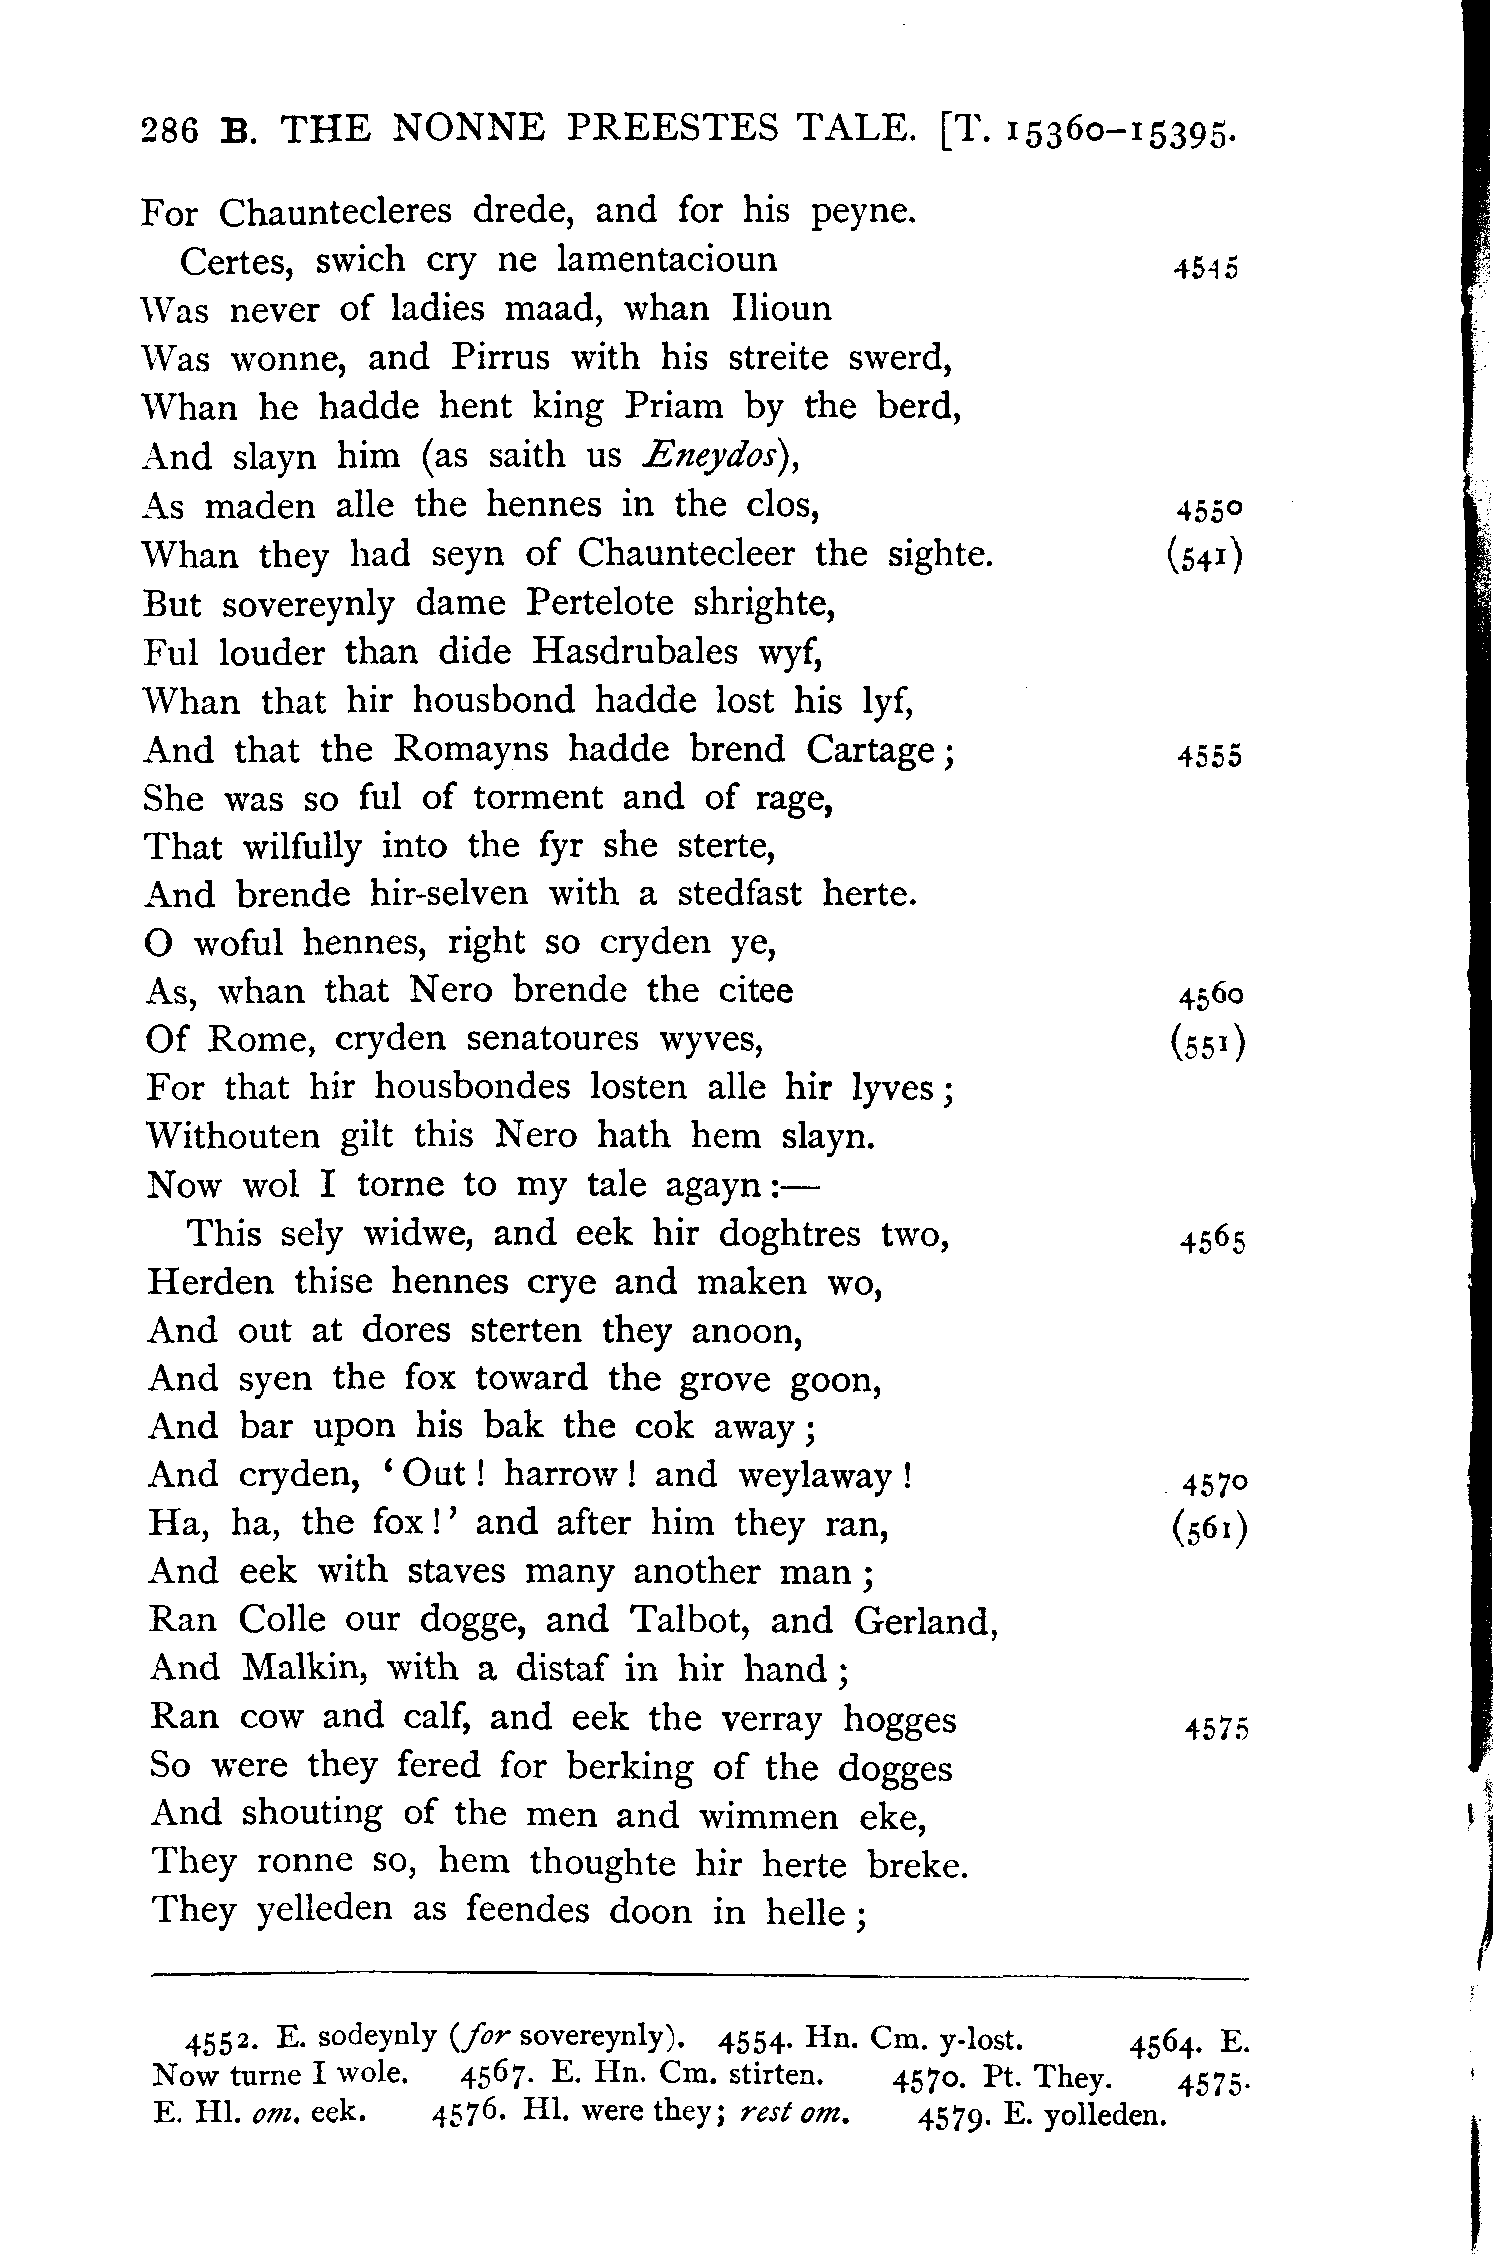 286 B. THE NONNE PREESTES TALE. [T. 15360–15395.
For Chauntecleres drede, and for his peyne.
Certes, swich cry ne lamentacioun 4545
Was never of ladies maad, whan Ilioun
Was wonne, and Pirrus with his streite swerd,
Whan he hadde hent king Priam by the berd,
And slayn him (as saith us Eneydos),
As maden alle the hennes in the clos, 4550
Whan they had seyn of Chauntecleer the sighte. (541)
But sovereynly dame Pertelote shrighte,
Ful louder than dide Hasdrubales wyf,
Whan that hir housbond hadde lost his lyf,
And that the Romayns hadde brend Cartage ; 4555
She was so ful of torment and of rage,
That wilfully into the fyr she sterte,
And brende hir-selven with a stedfast herte.
O woful hennes, right so cryden ye,
As, whan that Nero brende the citee 4560
Of Rome, cryden senatoures wyves, (551)
For that hir housbondes losten alle hir lyves ;
Withouten gilt this Nero hath hem slayn.
Now wol I torne to my tale agayn :—
This sely widwe, and eek hir doghtres two, 4565
Herden thise hennes crye and maken wo,
And out at dores sterten they anoon,
And syen the fox toward the grove goon,
And bar upon his bak the cok away ;
And cryden, ‘ Out ! harrow ! and weylaway ! 4570
Ha, ha, the fox ! ’ and after him they ran, (561)
And eek with staves many another man ;
Ran Colle our dogge, and Talbot, and Gerland,
And Malkin, with a distaf in hir hand ;
Ran cow and calf, and eek the verray hogges 4575
So were they fered for berking of the dogges
And shouting of the men and wimmen eke,
They ronne so, hem thoughte hir herte breke.
They yelleden as feendes doon in helle ;
4552. E. sodeynly (for sovereynly). 4554. Hn. Cm. y-lost. 4564. E.
Now turne I wole. 4567. E. Hn. Cm. stirten. 4570. Pt. They. 4575.
E. Hl. om. eek. 4576. Hl. were they; rest om. 4579. E. yolleden.